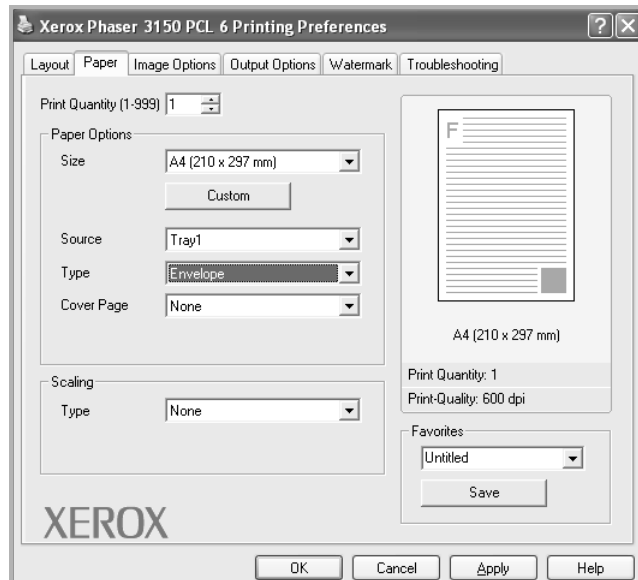 Xerox Phaser 3150 PCL 6 Printing Preferences
Layout Paper Image Options Output Options Watermark Troubleshooting
Print Quantity (1-999) 1
Paper Options
Size A4 (210 x 297 mm)
Custom
Source Tray1
Type Envelope
Cover Page None
Scaling
Type None
XEROX
F
A4 (210 x 297 mm)
Print Quantity: 1
Print-Quality: 600 dpi
Favorites
Untitled
Save
OK Cancel Apply Help